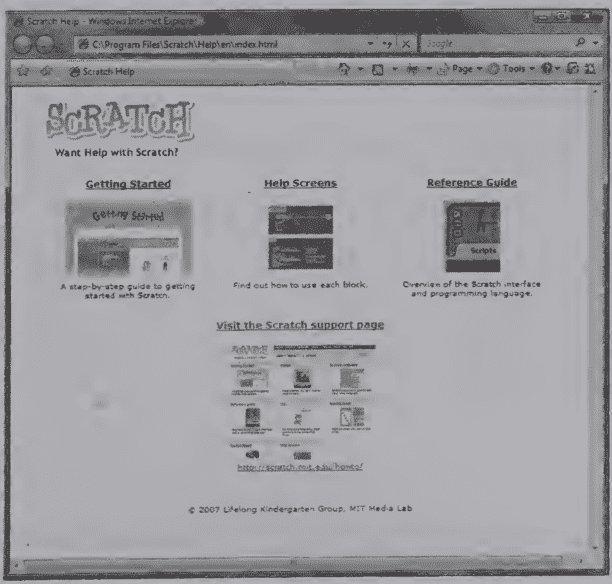 Scratch Help - Windows Internet Explorer
C:\Program Files\Scratch\Help\en\index.html
Google
Scratch Help
Page
Tools
SCRATCH
Want Help with Scratch?
Getting Started
Help Screens
Reference Guide
Getting Started
Scripts
A step-by-step guide to getting
started with Scratch.
Find out how to use each block.
Overview of the Scratch interface
and programming language.
Visit the Scratch support page
http://scratch.mit.edu/howto/
© 2007 Lifelong Kindergarten Group, MIT Media Lab